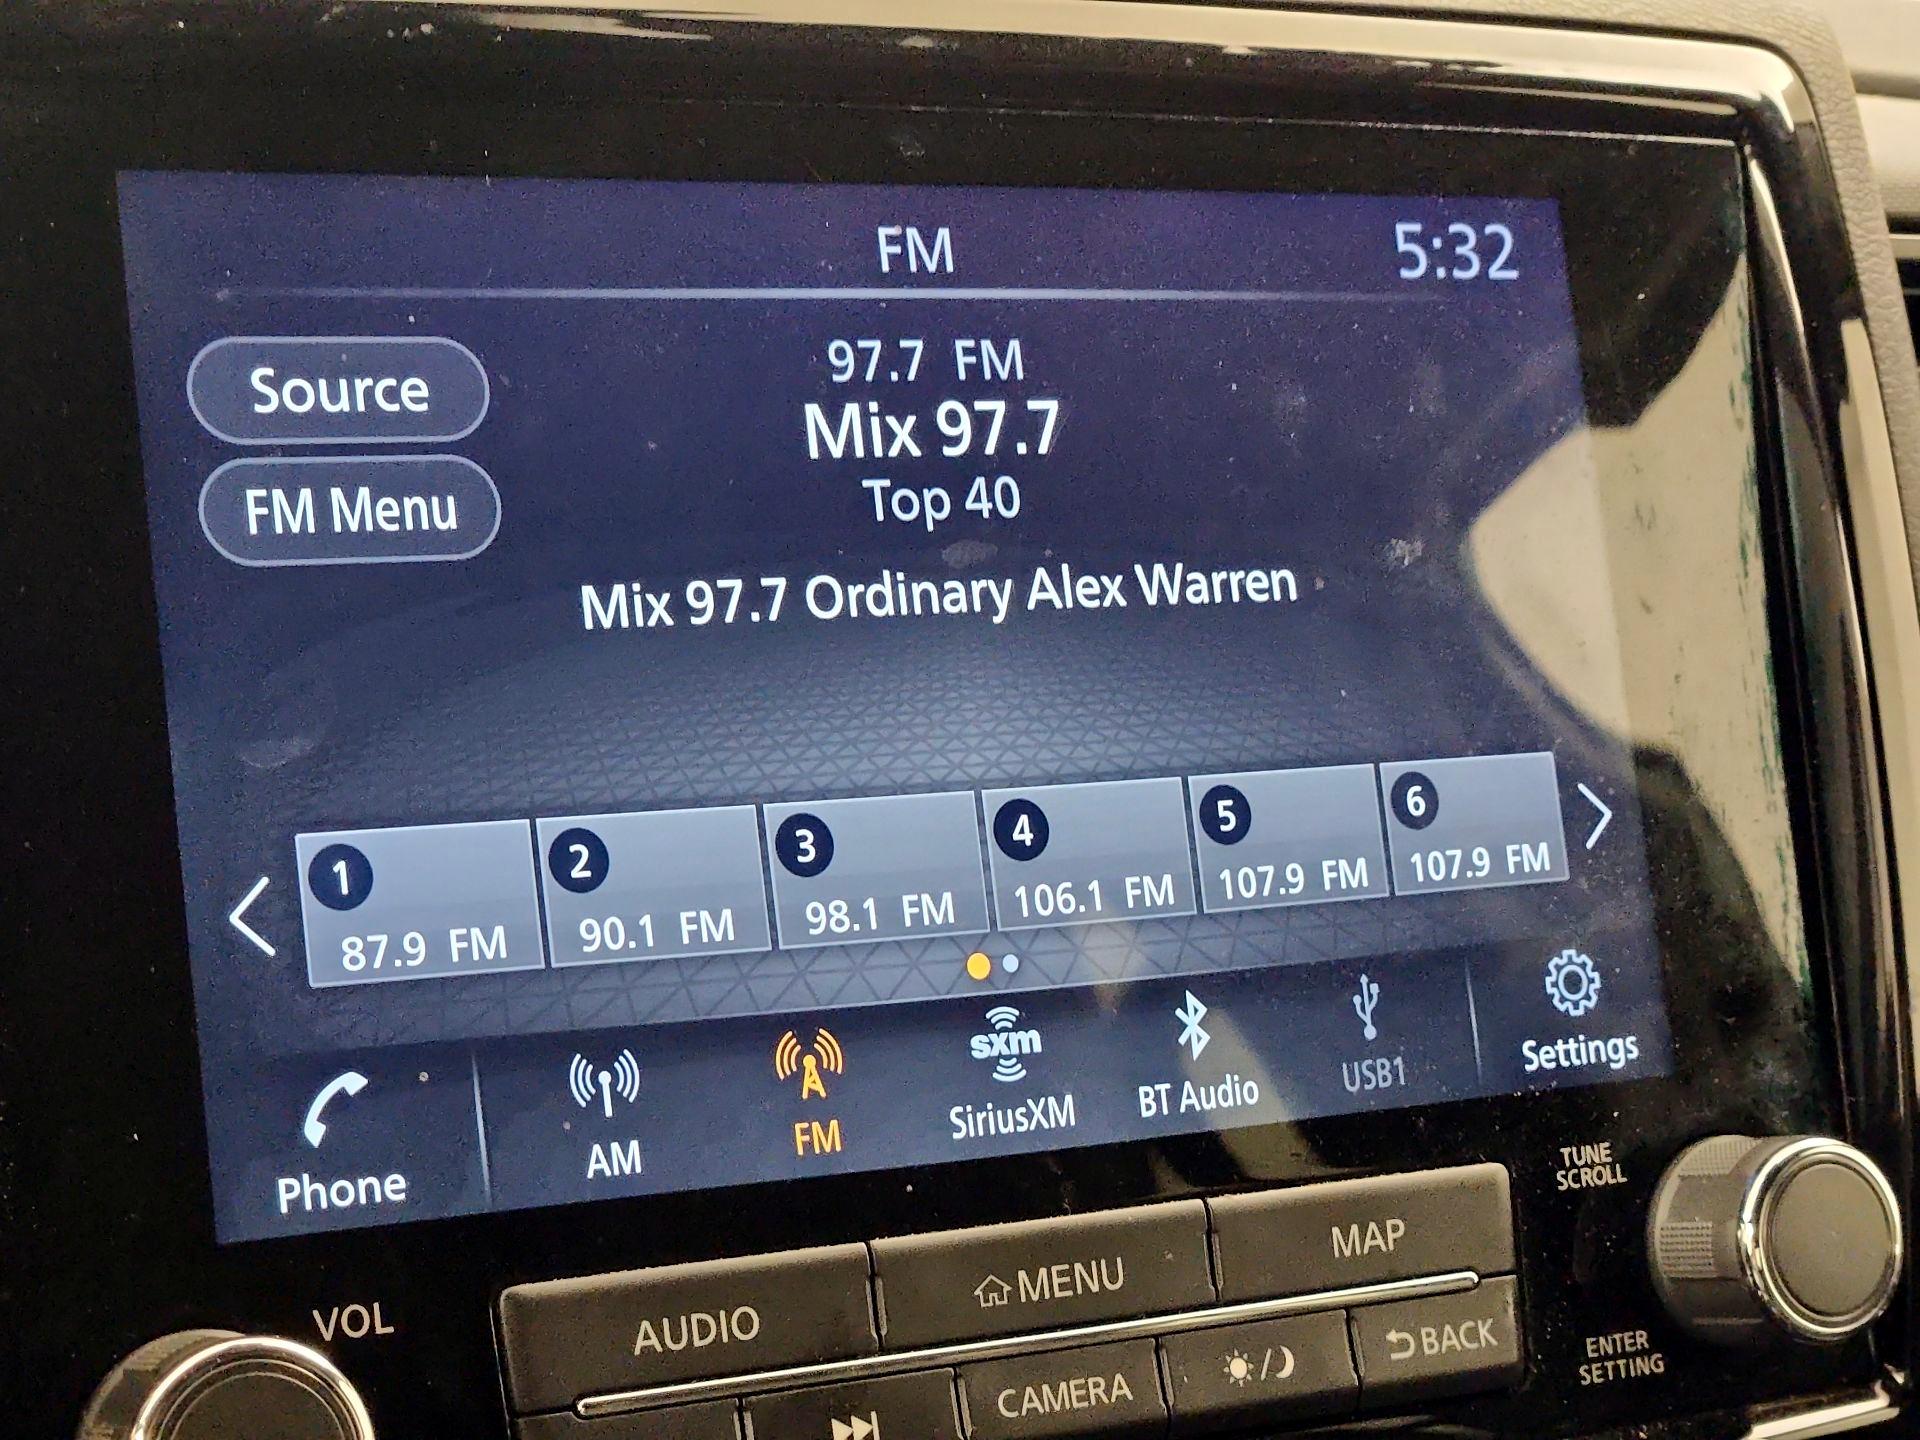 FM
5:32
Source
97.7 FM
Mix 97.7
FM Menu
Top 40
Mix 97.7 Ordinary Alex Warren
1
2
3
4
5
6
87.9 FM
90.1 FM
98.1 FM
106.1 FM
107.9 FM
107.9 FM
Phone
AM
FM
sxm
SiriusXM
BT Audio
USB1
Settings
TUNE
SCROLL
VOL
AUDIO
MENU
MAP
CAMERA
BACK
ENTER
SETTING